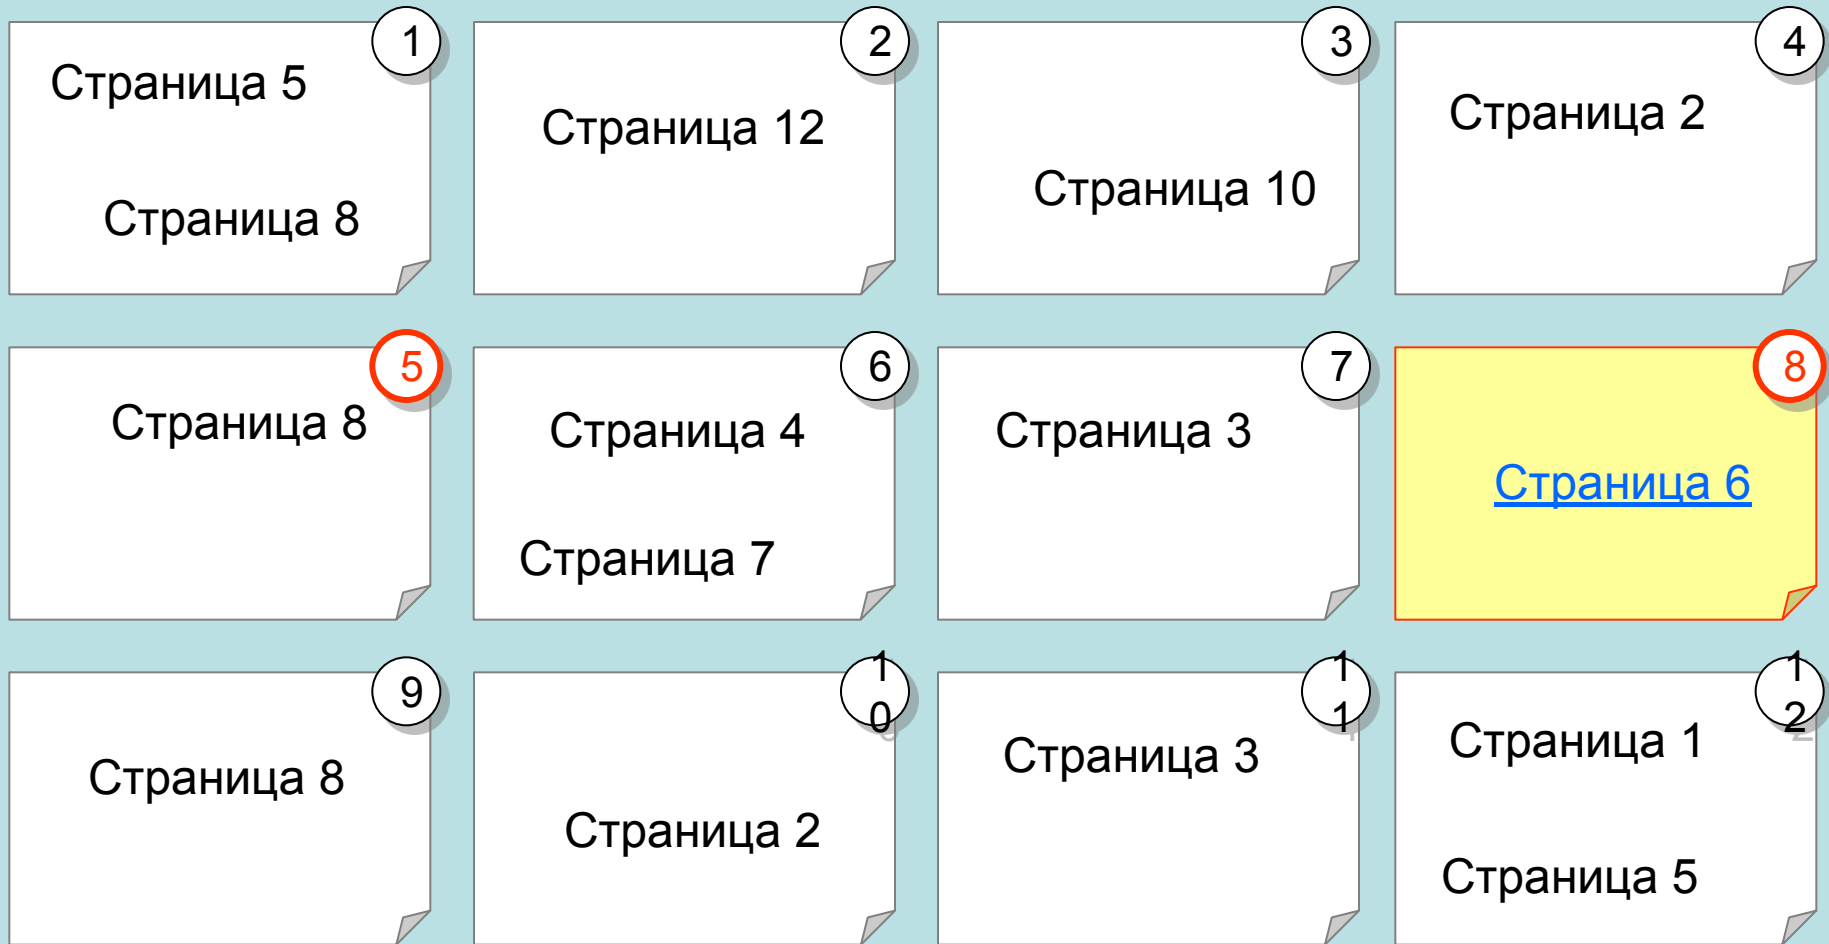 1
Страница 5
Страница 8
2
Страница 12
3
Страница 10
4
Страница 2
5
Страница 8
6
Страница 4
Страница 7
7
Страница 3
8
Страница 6
9
Страница 8
10
Страница 2
11
Страница 3
12
Страница 1
Страница 5